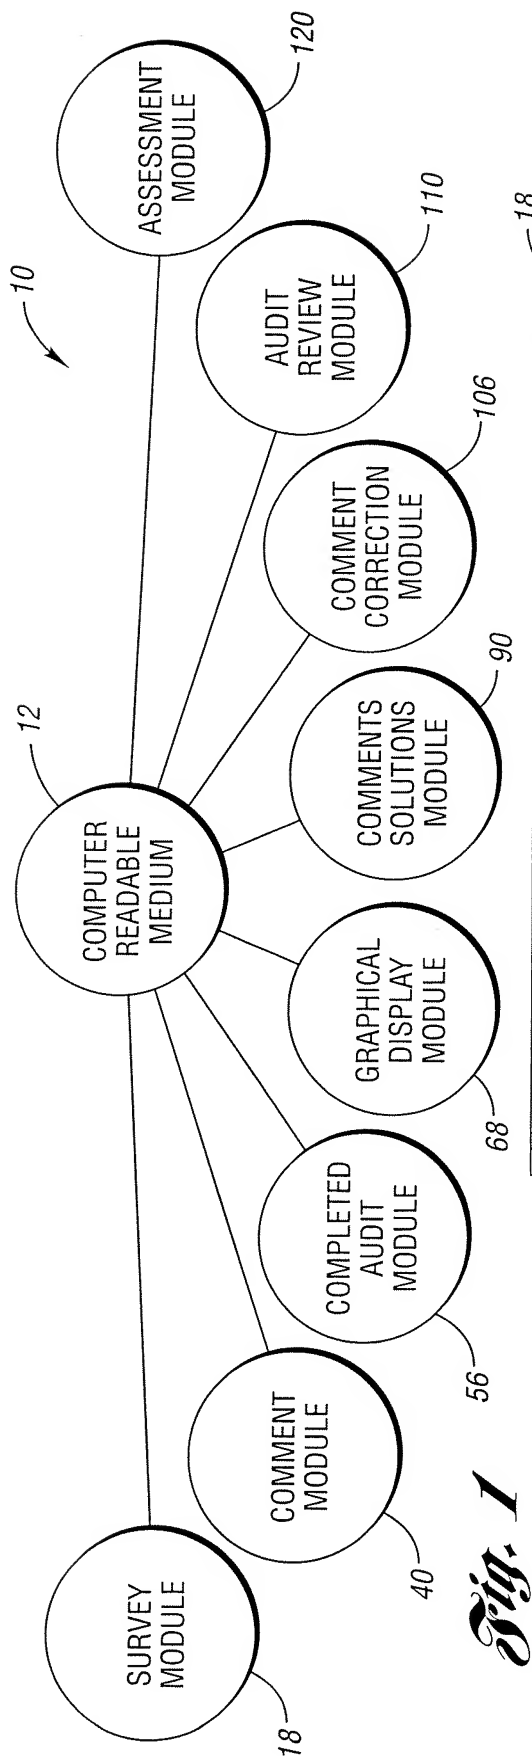 10
12
COMPUTER
READABLE
MEDIUM
SURVEY
MODULE
18
COMMENT
MODULE
40
COMPLETED
AUDIT
MODULE
56
GRAPHICAL
DISPLAY
MODULE
68
COMMENTS
SOLUTIONS
MODULE
90
COMMENT
CORRECTION
MODULE
106
AUDIT
REVIEW
MODULE
110
ASSESSMENT
MODULE
120
18
Fig. 1